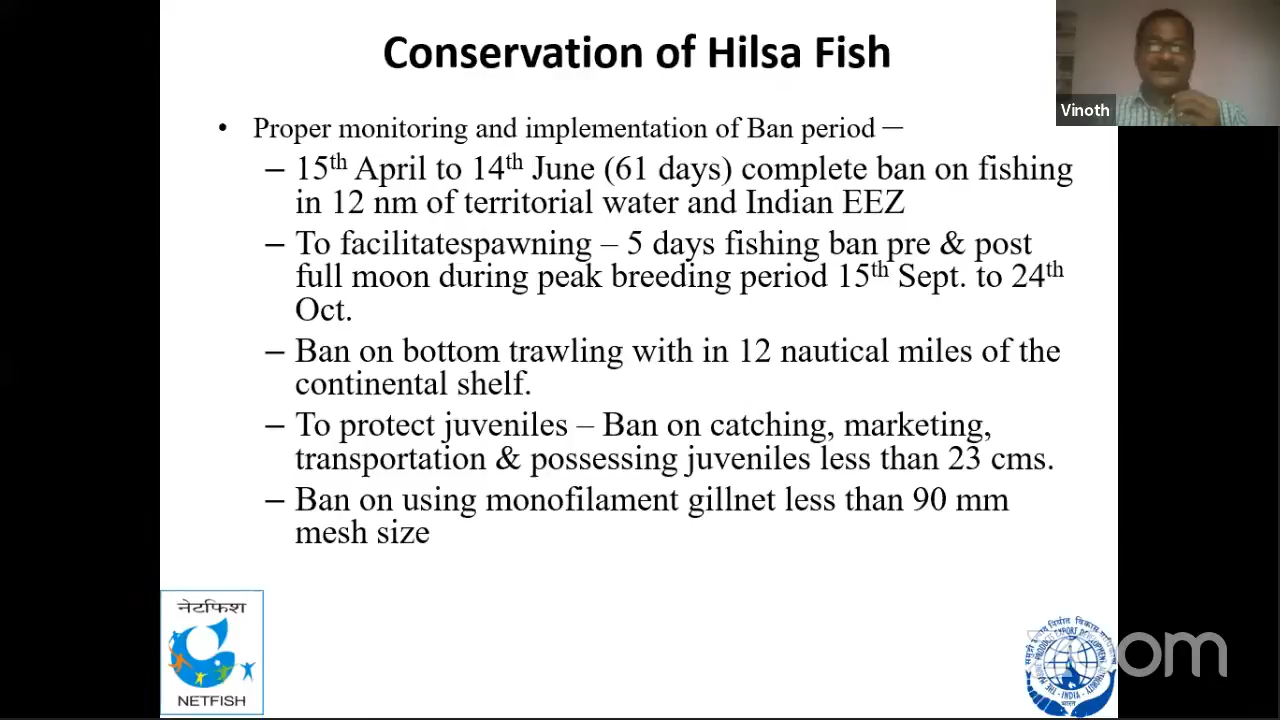 Conservation of Hilsa Fish
Vinoth
• Proper monitoring and implementation of Ban period –
– 15th April to 14th June (61 days) complete ban on fishing
in 12 nm of territorial water and Indian EEZ
– To facilitatespawning – 5 days fishing ban pre & post
full moon during peak breeding period 15th Sept. to 24th
Oct.
– Ban on bottom trawling with in 12 nautical miles of the
continental shelf.
– To protect juveniles – Ban on catching, marketing,
transportation & possessing juveniles less than 23 cms.
– Ban on using monofilament gillnet less than 90 mm
mesh size
नेटफिश
NETFISH
INDIA
भारत
om